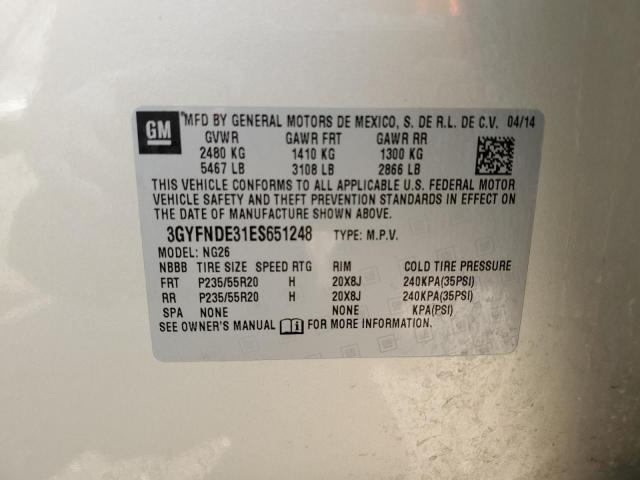 GM
*MFD BY GENERAL MOTORS DE MEXICO, S. DE R.L. DE C.V. 04/14
GVWR GAWR FRT GAWR RR
2480 KG 1410 KG 1300 KG
5467 LB 3108 LB 2866 LB
THIS VEHICLE CONFORMS TO ALL APPLICABLE U.S. FEDERAL MOTOR
VEHICLE SAFETY AND THEFT PREVENTION STANDARDS IN EFFECT ON
THE DATE OF MANUFACTURE SHOWN ABOVE.
3GYFNDE31ES651248 TYPE: M.P.V.
MODEL: NG26
NBBB TIRE SIZE SPEED RTG RIM COLD TIRE PRESSURE
FRT P235/55R20 H 20X8J 240KPA(35PSI)
RR P235/55R20 H 20X8J 240KPA(35PSI)
SPA NONE NONE KPA(PSI)
SEE OWNER'S MANUAL FOR MORE INFORMATION.